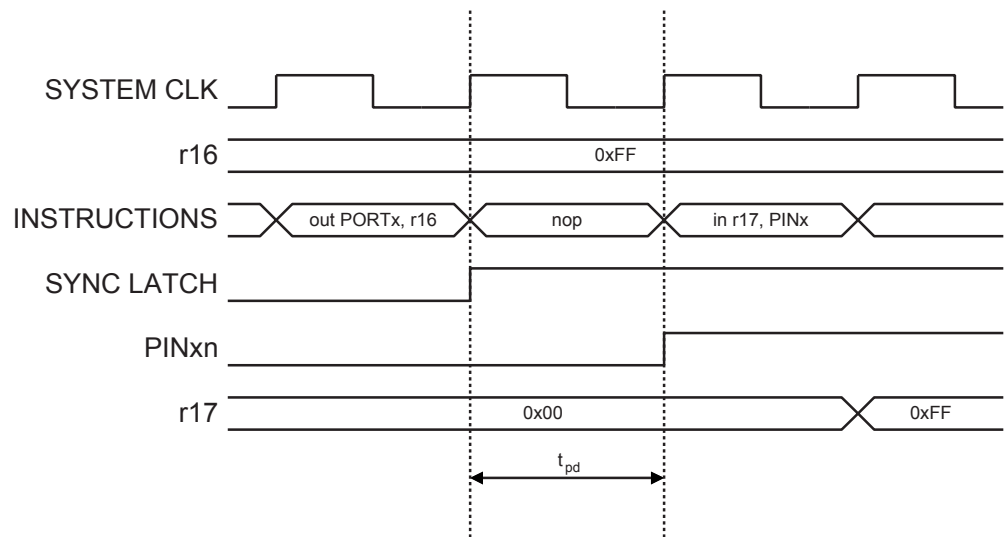 SYSTEM CLK
r16
0xFF
INSTRUCTIONS
out PORTx, r16
nop
in r17, PINx
SYNC LATCH
PINxn
r17
0x00
0xFF
tpd